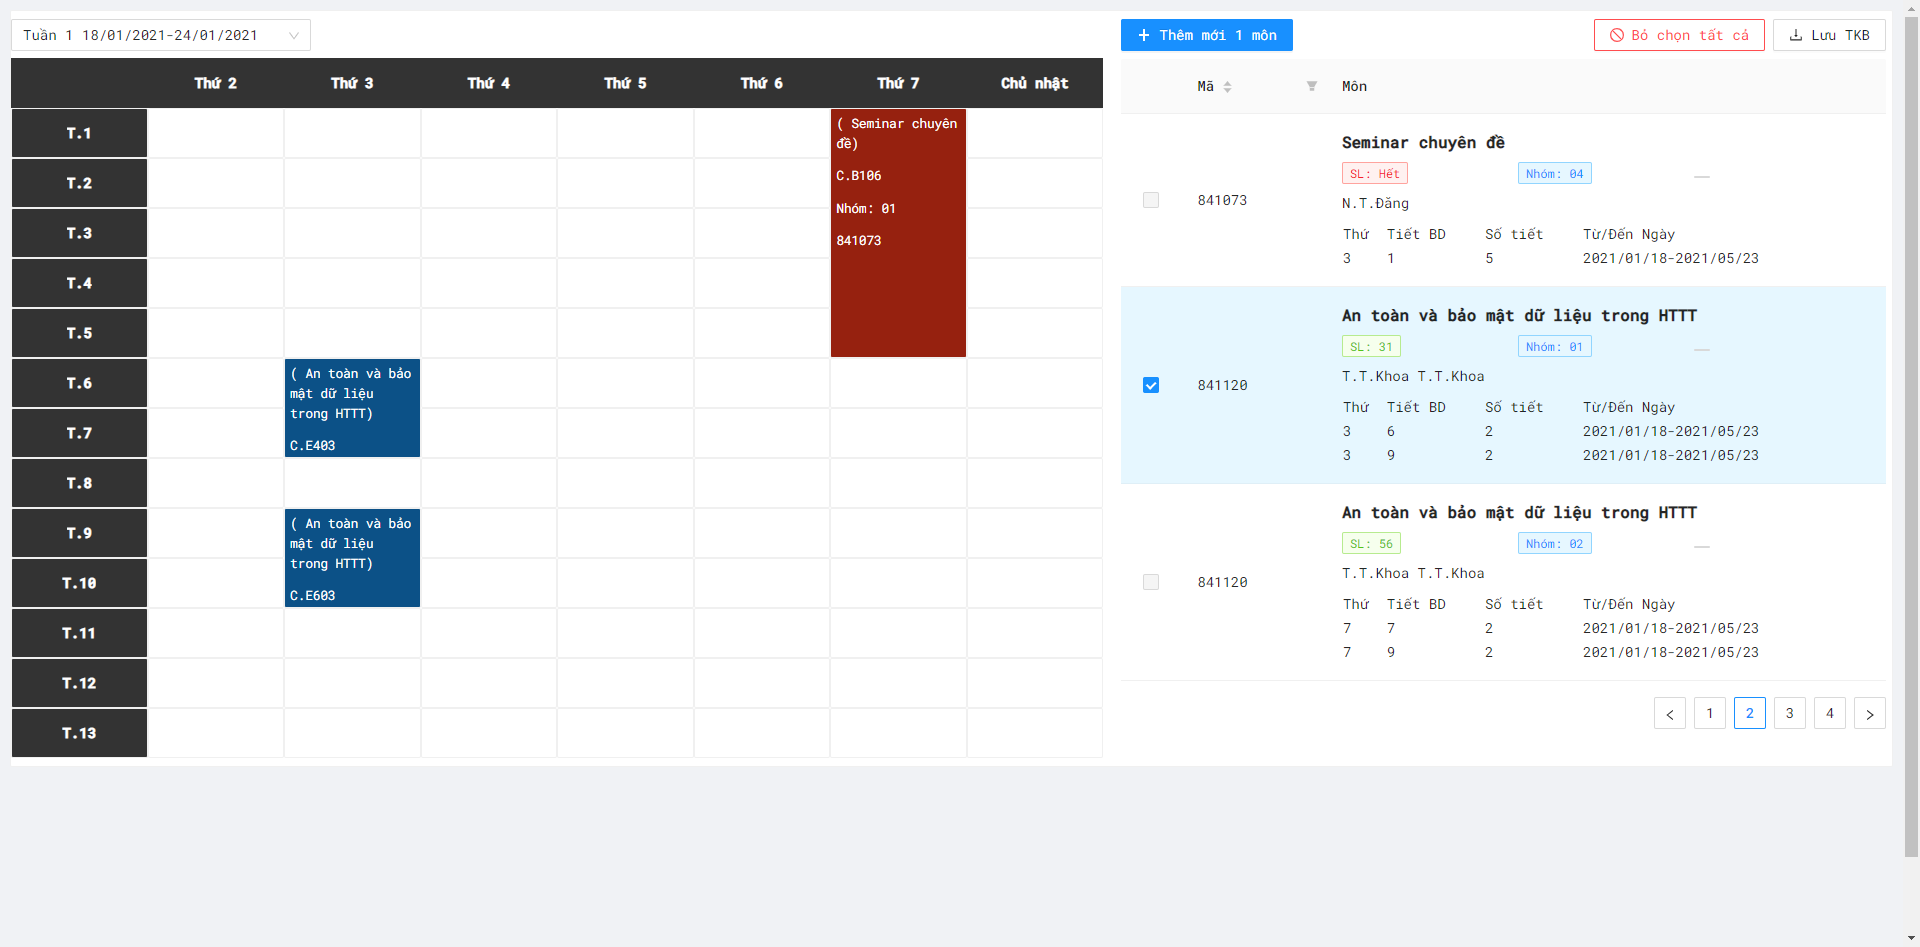 Tuần 1 18/01/2021-24/01/2021
Thứ 2 Thứ 3 Thứ 4 Thứ 5 Thứ 6 Thứ 7 Chủ nhật
T.1
T.2
T.3
T.4
T.5
T.6
T.7
T.8
T.9
T.10
T.11
T.12
T.13
( Seminar chuyên
đề)
C.B106
Nhóm: 01
841073
( An toàn và bảo
mật dữ liệu
trong HTTT)
C.E403
( An toàn và bảo
mật dữ liệu
trong HTTT)
C.E603
Thêm mới 1 môn
Bỏ chọn tất cả
Lưu TKB
Mã Môn
Seminar chuyên đề
SL: Hết Nhóm: 04
841073
N.T.Đăng
Thứ Tiết BD Số tiết Từ/Đến Ngày
3 1 5 2021/01/18-2021/05/23
An toàn và bảo mật dữ liệu trong HTTT
SL: 31 Nhóm: 01
T.T.Khoa T.T.Khoa
841120
Thứ Tiết BD Số tiết Từ/Đến Ngày
3 6 2 2021/01/18-2021/05/23
3 9 2 2021/01/18-2021/05/23
An toàn và bảo mật dữ liệu trong HTTT
SL: 56 Nhóm: 02
T.T.Khoa T.T.Khoa
841120
Thứ Tiết BD Số tiết Từ/Đến Ngày
7 7 2 2021/01/18-2021/05/23
7 9 2 2021/01/18-2021/05/23
< 1 2 3 4 >